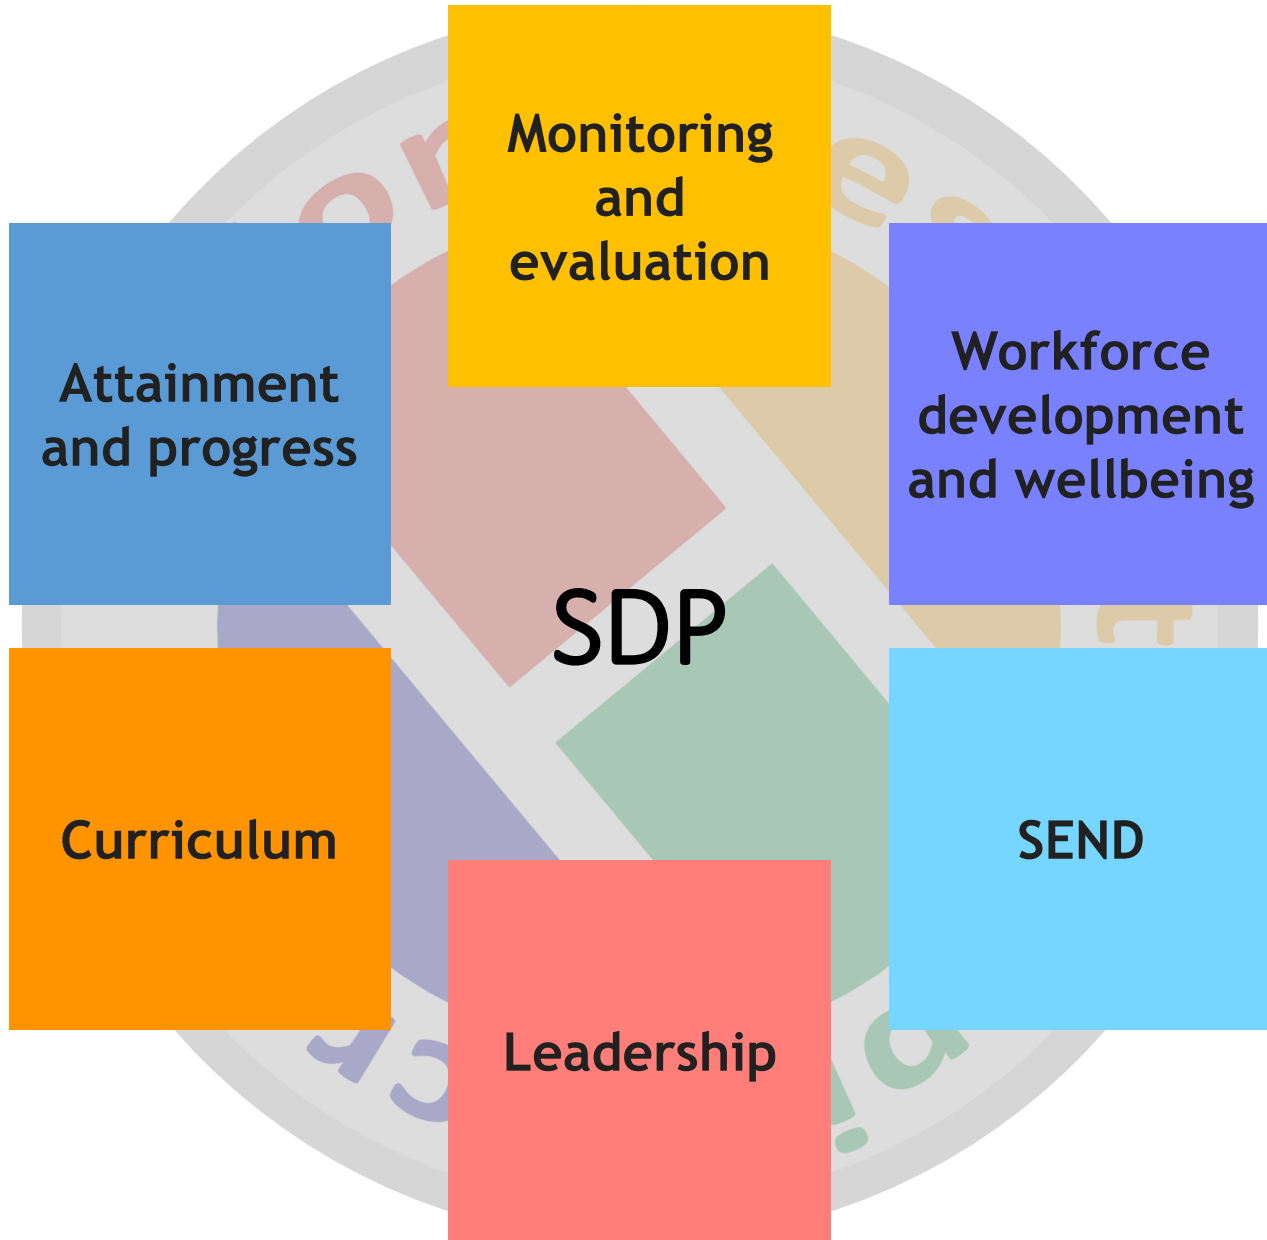 Monitoring
and
evaluation
Attainment
and progress
Workforce
development
and wellbeing
SDP
Curriculum
SEND
Leadership